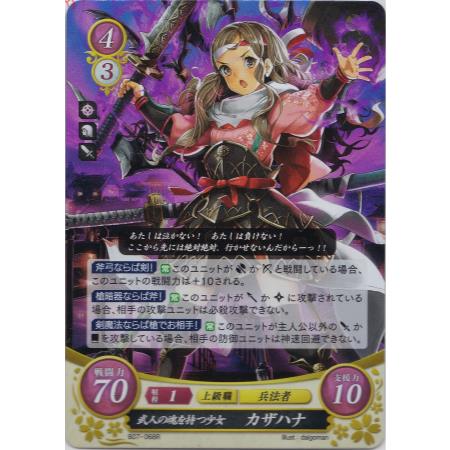 4
3
あたしは泣かない! あたしは負けない!
ここから先には絶対絶対、行かせないんだからーっ!!
斧弓ならば剣! 常 このユニットが か と戦闘している場合、
このユニットの戦闘力は+10される。
槍暗器ならば斧! 常 このユニットが か に攻撃されている
場合、相手の攻撃ユニットは必殺攻撃できない。
剣魔法ならば槍でお相手! 常 このユニットが主人公以外の か
を攻撃している場合、相手の防御ユニットは神速回避できない。
戦闘力 射程 支援力
70 1 上級職 兵法者 10
武人の魂を持つ少女 カザハナ
B07-068R Illust:daigoman